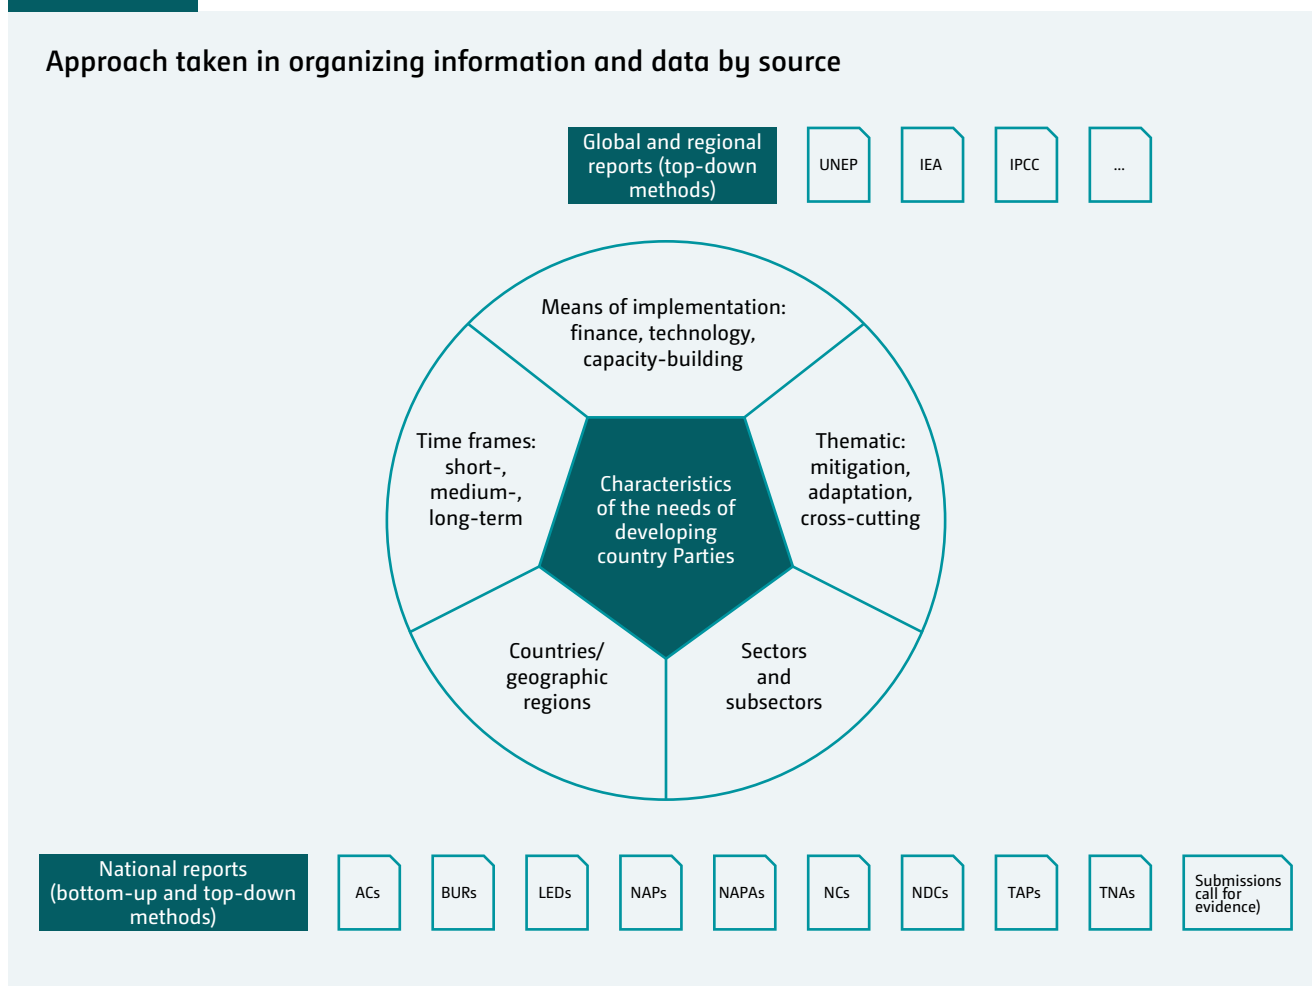 Approach taken in organizing information and data by source
Global and regional
reports (top-down
methods)
UNEP
IEA
IPCC
...
Means of implementation:
finance, technology,
capacity-building
Time frames:
short-,
medium-,
long-term
Thematic:
mitigation,
adaptation,
cross-cutting
Characteristics
of the needs of
developing
country Parties
Countries/
geographic
regions
Sectors
and
subsectors
National reports
(bottom-up and top-down
methods)
ACs
BURs
LEDs
NAPs
NAPAs
NCs
NDCs
TAPs
TNAs
Submissions
call for
evidence)